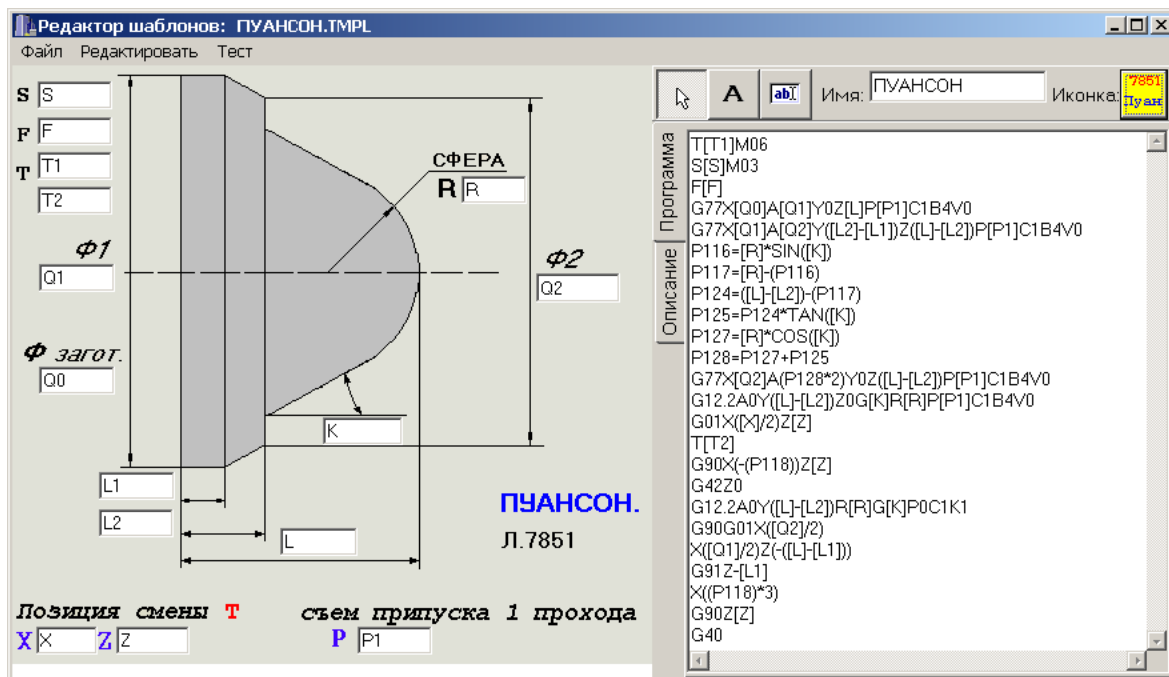 Редактор шаблонов: ПУАНСОН.TMPL
Файл Редактировать Тест
S S
F F
T T1
T2
Ф1
Q1
Ф загот.
Q0
СФЕРА
R R
Ф2
Q2
K
L1
L2
L
ПУАНСОН.
Л.7851
Позиция смены Т
X X Z Z
съем припуска 1 прохода
P P1
A ab Имя: ПУАНСОН Иконка: 7851
Пуан
Программа
Описание
T[T1]M06
S[S]M03
F[F]
G77X[Q0]A[Q1]Y0Z[L]P[P1]C1B4V0
G77X[Q1]A[Q2]Y([L2]-[L1])Z([L]-[L2])P[P1]C1B4V0
P116=[R]*SIN([K])
P117=[R]-(P116)
P124=([L]-[L2])-(P117)
P125=P124*TAN([K])
P127=[R]*COS([K])
P128=P127+P125
G77X[Q2]A(P128*2)Y0Z([L]-[L2])P[P1]C1B4V0
G12.2A0Y([L]-[L2])Z0G[K]R[R]P[P1]C1B4V0
G01X([X]/2)Z[Z]
T[T2]
G90X(-(P118))Z[Z]
G42Z0
G12.2A0Y([L]-[L2])R[R]G[K]P0C1K1
G90G01X([Q2]/2)
X([Q1]/2)Z(-([L]-[L1]))
G91Z-[L1]
X((P118)*3)
G90Z[Z]
G40